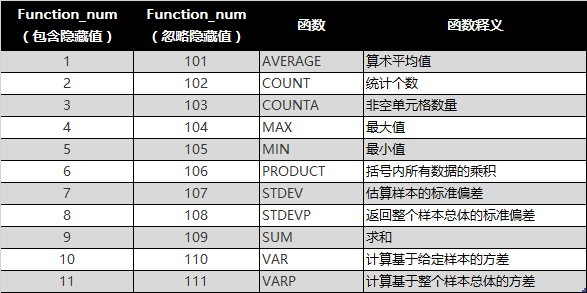 Function_num Function_num 函数 函数释义
（包含隐藏值） （忽略隐藏值）
1 101 AVERAGE 算术平均值
2 102 COUNT 统计个数
3 103 COUNTA 非空单元格数量
4 104 MAX 最大值
5 105 MIN 最小值
6 106 PRODUCT 括号内所有数据的乘积
7 107 STDEV 估算样本的标准偏差
8 108 STDEVP 返回整个样本总体的标准偏差
9 109 SUM 求和
10 110 VAR 计算基于给定样本的方差
11 111 VARP 计算基于整个样本总体的方差